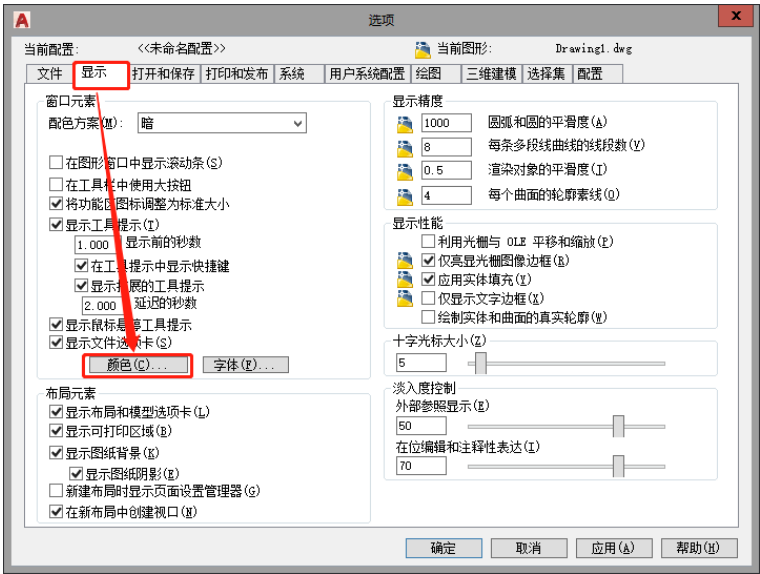 A
选项
x
当前配置: <<未命名配置>> 当前图形: Drawing1.dwg
文件 显示 打开和保存 打印和发布 系统 用户系统配置 绘图 三维建模 选择集 配置
窗口元素
配色方案(M): 暗
在图形窗口中显示滚动条(S)
在工具栏中使用大按钮
将功能区图标调整为标准大小
显示工具提示(T)
1.000 显示前的秒数
在工具提示中显示快捷键
显示扩展的工具提示
2.000 延迟的秒数
显示鼠标悬停工具提示
显示文件选项卡(S)
颜色(C)... 字体(F)...
布局元素
显示布局和模型选项卡(L)
显示可打印区域(B)
显示图纸背景(K)
显示图纸阴影(E)
新建布局时显示页面设置管理器(G)
在新布局中创建视口(N)
显示精度
1000 圆弧和圆的平滑度(A)
8 每条多段线曲线的线段数(V)
0.5 渲染对象的平滑度(J)
4 每个曲面的轮廓素线(O)
显示性能
利用光栅与 OLE 平移和缩放(P)
仅亮显光栅图像边框(R)
应用实体填充(Y)
仅显示文字边框(X)
绘制实体和曲面的真实轮廓(W)
十字光标大小(Z)
5
淡入度控制
外部参照显示(E)
50
在位编辑和注释性表达(I)
70
确定 取消 应用(A) 帮助(H)